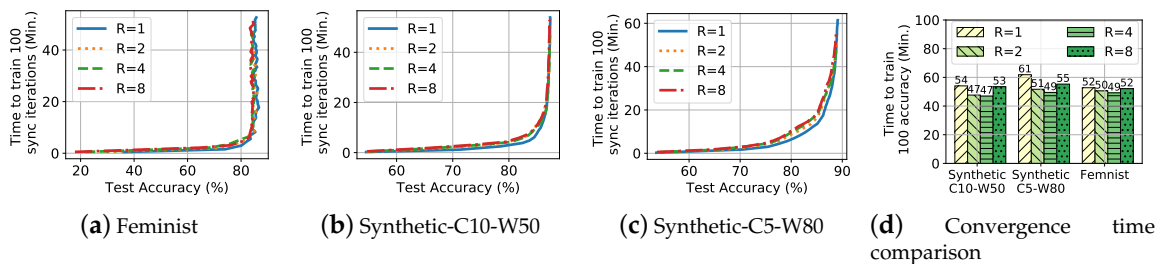 Time to train 100
sync iterations (Min.)
40
20
0
R=1
R=2
R=4
R=8
20 40 60 80
Test Accuracy (%)
(a) Feminist
Time to train 100
sync iterations (Min.)
40
20
0
R=1
R=2
R=4
R=8
60 70 80
Test Accuracy (%)
(b) Synthetic-C10-W50
Time to train 100
sync iterations (Min.)
60
40
20
0
R=1
R=2
R=4
R=8
60 70 80 90
Test Accuracy (%)
(c) Synthetic-C5-W80
Time to train
100 accuracy (Min.)
100
80
60
40
20
0
R=1 R=4
R=2 R=8
54 47 47 53 61 51 49 55 52 50 49 52
Synthetic Synthetic Femnist
C10-W50 C5-W80
(d) Convergence time
comparison